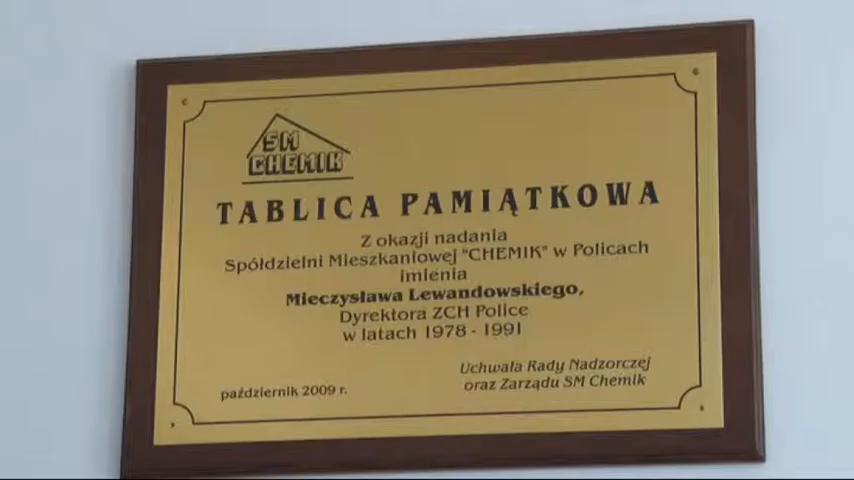 SM
CHEMIK
TABLICA PAMIĄTKOWA
Z okazji nadania
Spółdzielni Mieszkaniowej "CHEMIK" w Policach
imienia
Mieczysława Lewandowskiego,
Dyrektora ZCH Police
w latach 1978 - 1991
Uchwała Rady Nadzorczej
oraz Zarządu SM Chemik
październik 2009 r.